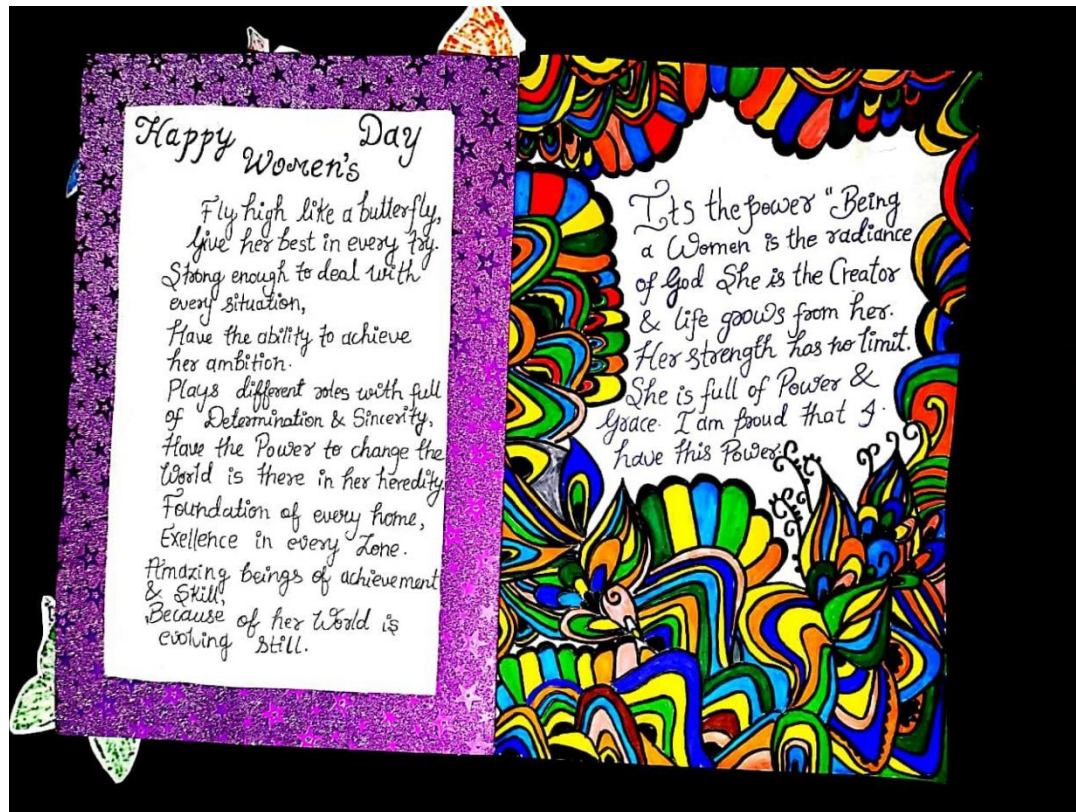 Happy Women's Day
Fly high like a butterfly,
Give her best in every try.
Strong enough to deal with
every situation,
Have the ability to achieve
her ambition.
Plays different roles with full
of Determination & Sincerity,
Have the Power to change the
World is there in her heredity.
Foundation of every home,
Exellence in every Zone.
Amazing beings of achievement
& Skill,
Because of her World is
evolving still.
Its the power "Being
a Women is the radiance
of God She is the Creator
& life grows from her.
Her strength has no limit.
She is full of Power &
Grace. I am proud that I
have this Power.